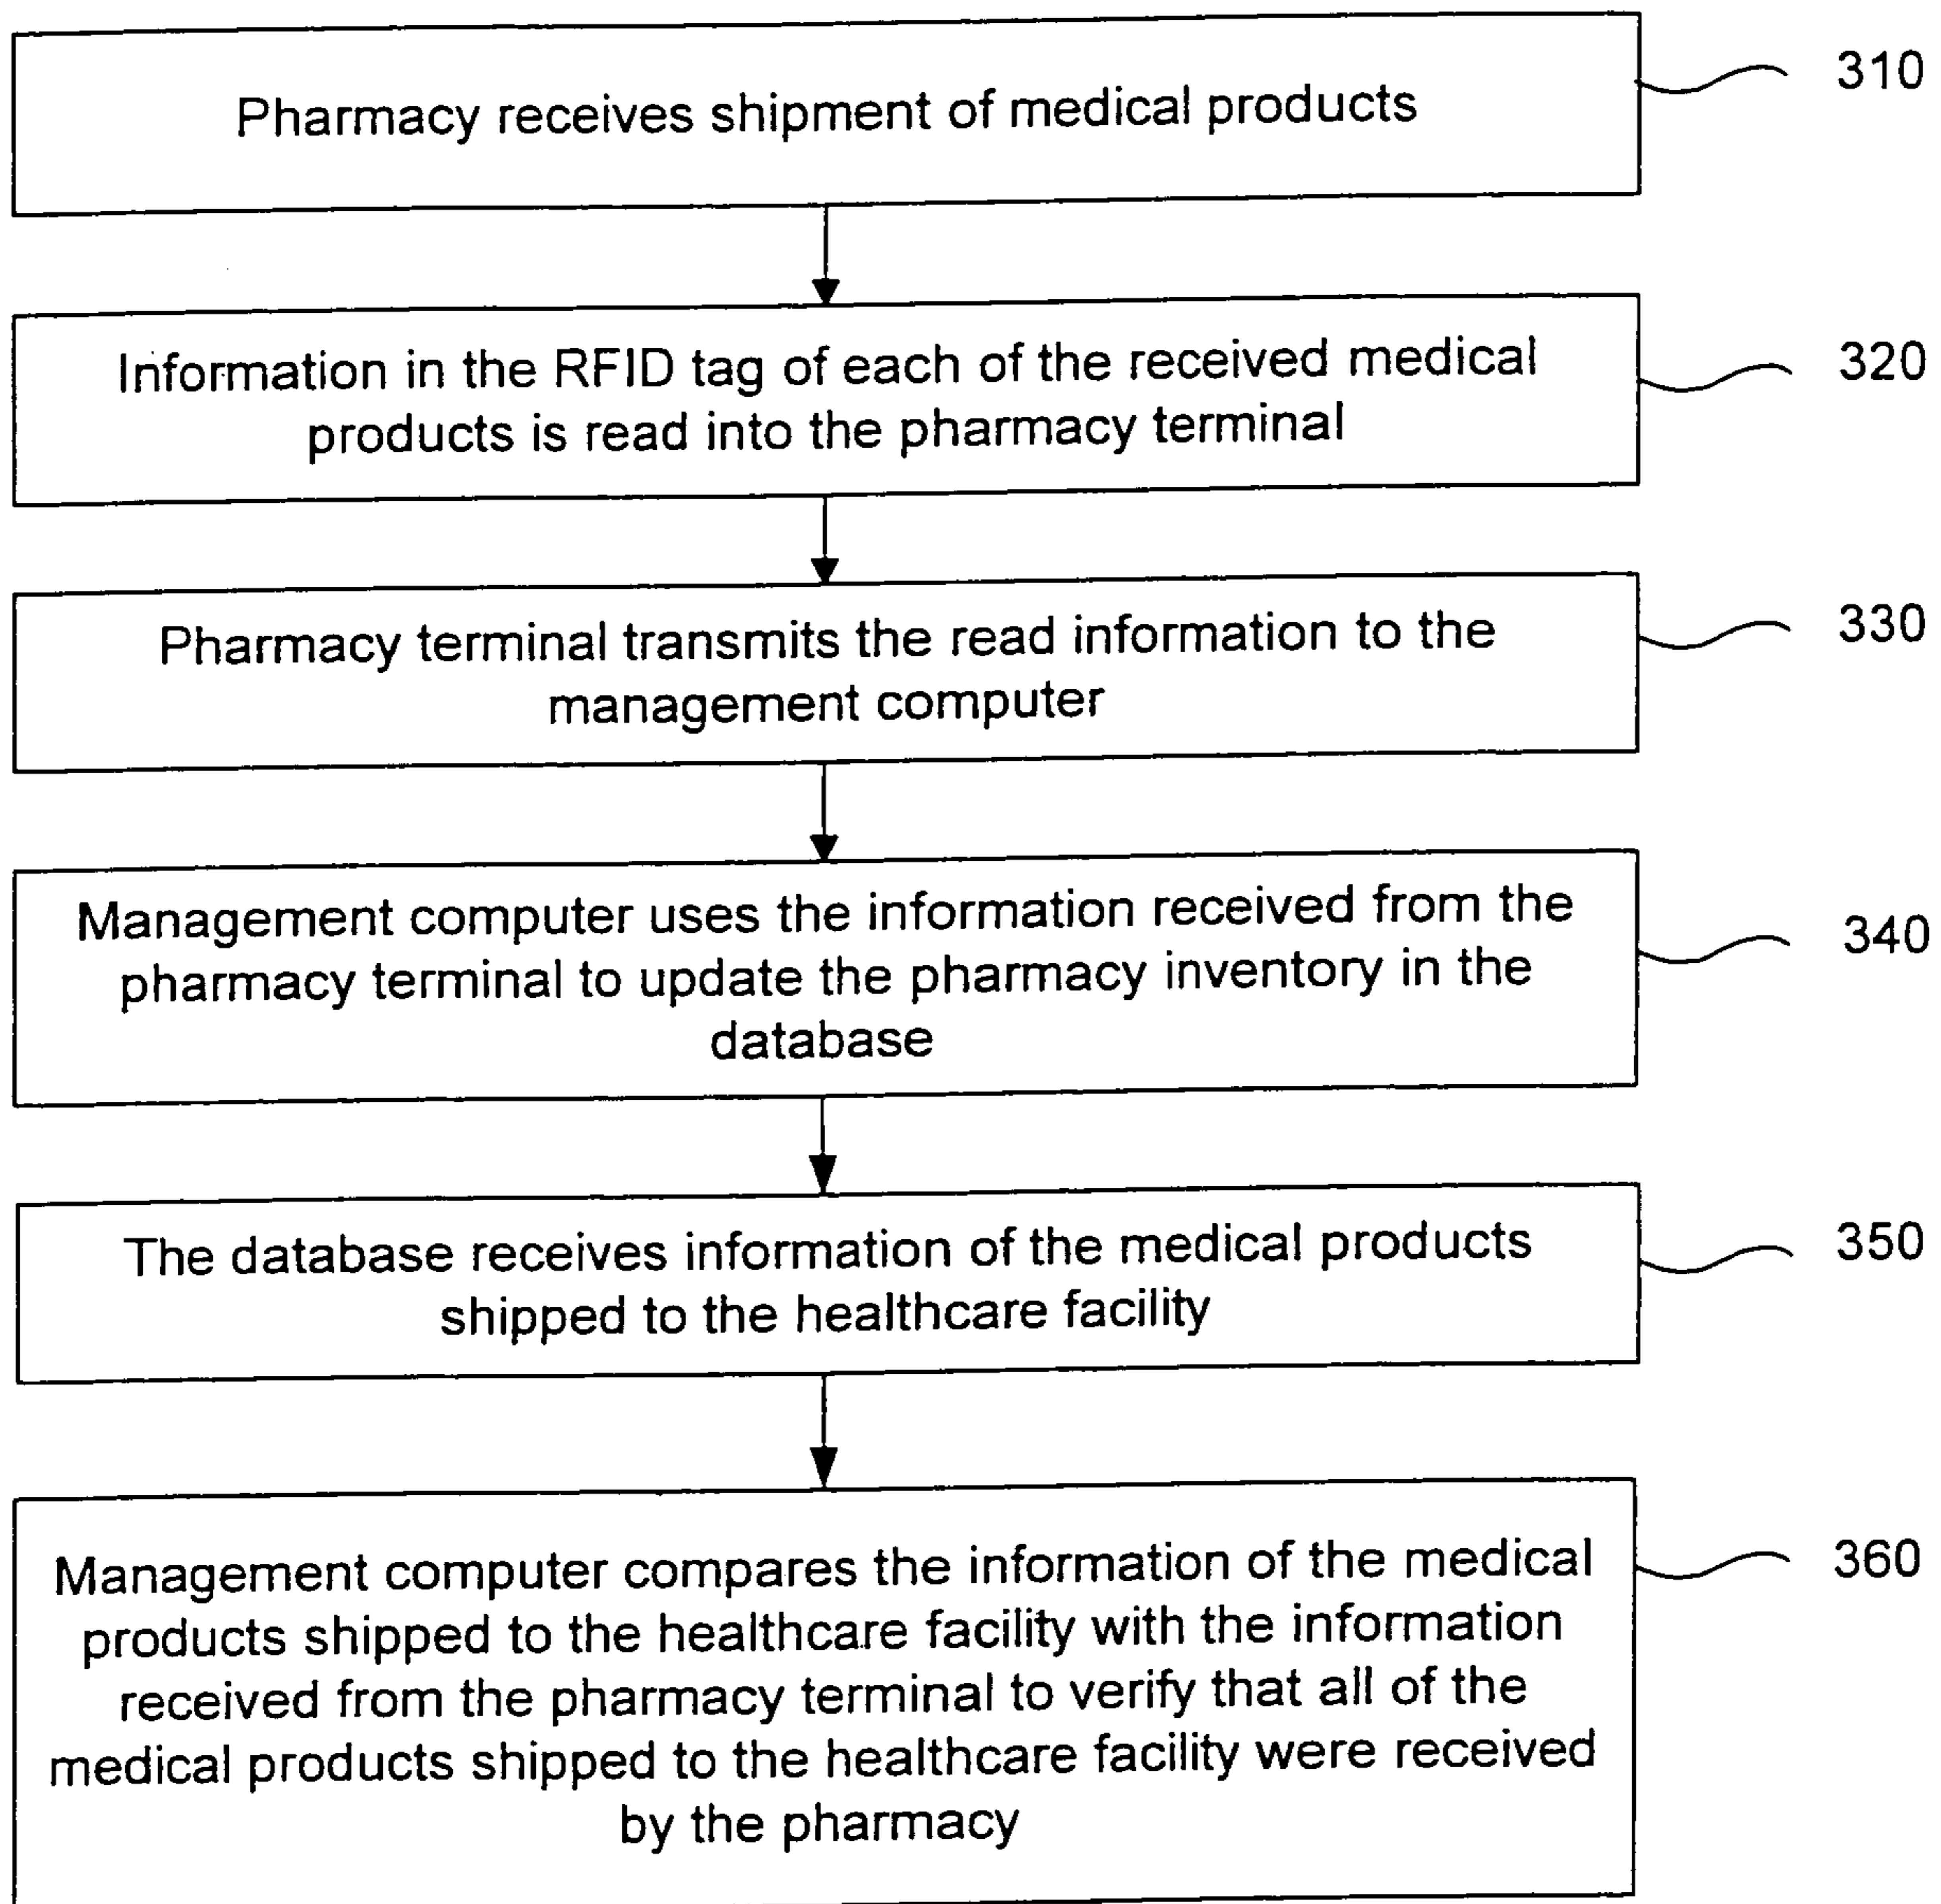 Pharmacy receives shipment of medical products
310
Information in the RFID tag of each of the received medical
products is read into the pharmacy terminal
320
Pharmacy terminal transmits the read information to the
management computer
330
Management computer uses the information received from the
pharmacy terminal to update the pharmacy inventory in the
database
340
The database receives information of the medical products
shipped to the healthcare facility
350
Management computer compares the information of the medical
products shipped to the healthcare facility with the information
received from the pharmacy terminal to verify that all of the
medical products shipped to the healthcare facility were received
by the pharmacy
360